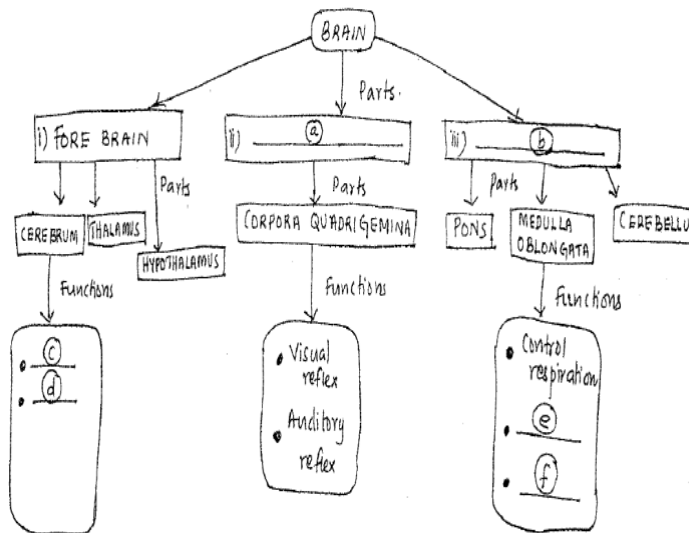 BRAIN
Parts.
i) FORE BRAIN
ii) a
iii) b
Parts
Parts
Parts
CEREBRUM
THALAMUS
HYPOTHALAMUS
CORPORA QUADRIGEMINA
PONS
MEDULLA
OBLONGATA
CEREBELLU
Functions
Functions
Functions
c
d
Visual
reflex
Auditory
reflex
Control
respiration
e
f